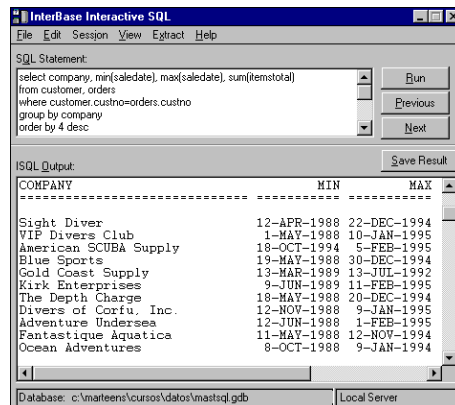 InterBase Interactive SQL
File Edit Session View Extract Help
SQL Statement:
select company, min(saledate), max(saledate), sum(itemstotal)
from customer, orders
where customer.custno=orders.custno
group by company
order by 4 desc
Run
Previous
Next
ISQL Output:
Save Result
COMPANY MIN MAX
============================== =========== ===========
Sight Diver 12-APR-1988 22-DEC-1994
VIP Divers Club 1-MAY-1988 10-JAN-1995
American SCUBA Supply 18-OCT-1994 5-FEB-1995
Blue Sports 19-MAY-1988 30-DEC-1994
Gold Coast Supply 13-MAR-1989 13-JUL-1992
Kirk Enterprises 9-JUN-1989 11-FEB-1995
The Depth Charge 18-MAY-1988 20-DEC-1994
Divers of Corfu, Inc. 12-NOV-1988 9-JAN-1995
Adventure Undersea 12-JUN-1988 1-FEB-1995
Fantastique Aquatica 11-MAY-1988 12-NOV-1994
Ocean Adventures 8-OCT-1988 9-JAN-1994
Database: c:\marteens\cursos\datos\mastsql.gdb Local Server